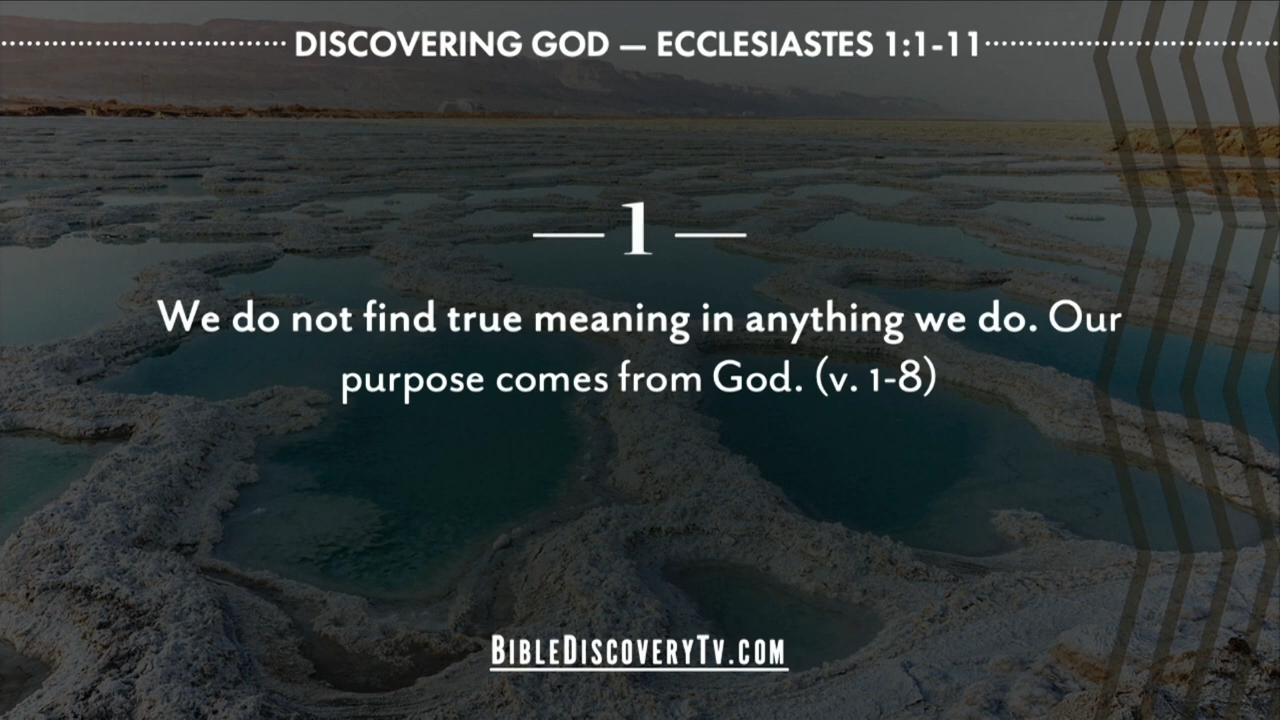 DISCOVERING GOD — ECCLESIASTES 1:1-11
— 1 —
We do not find true meaning in anything we do. Our
purpose comes from God. (v. 1-8)
BIBLEDISCOVERYTV.COM